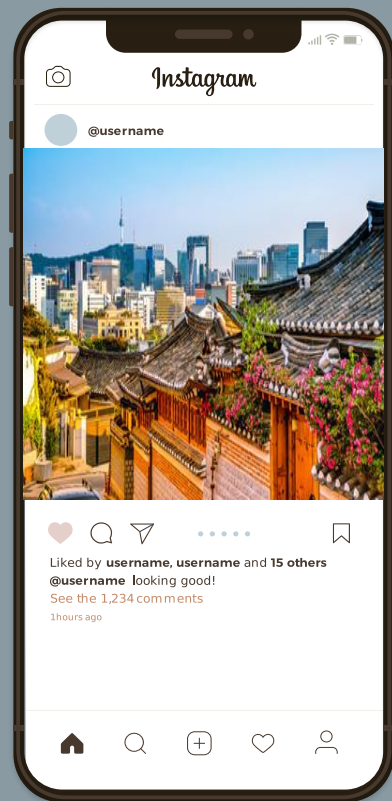 Instagram
@username
Liked by username, username and 15 others
@username looking good!
See the 1,234 comments
1hours ago